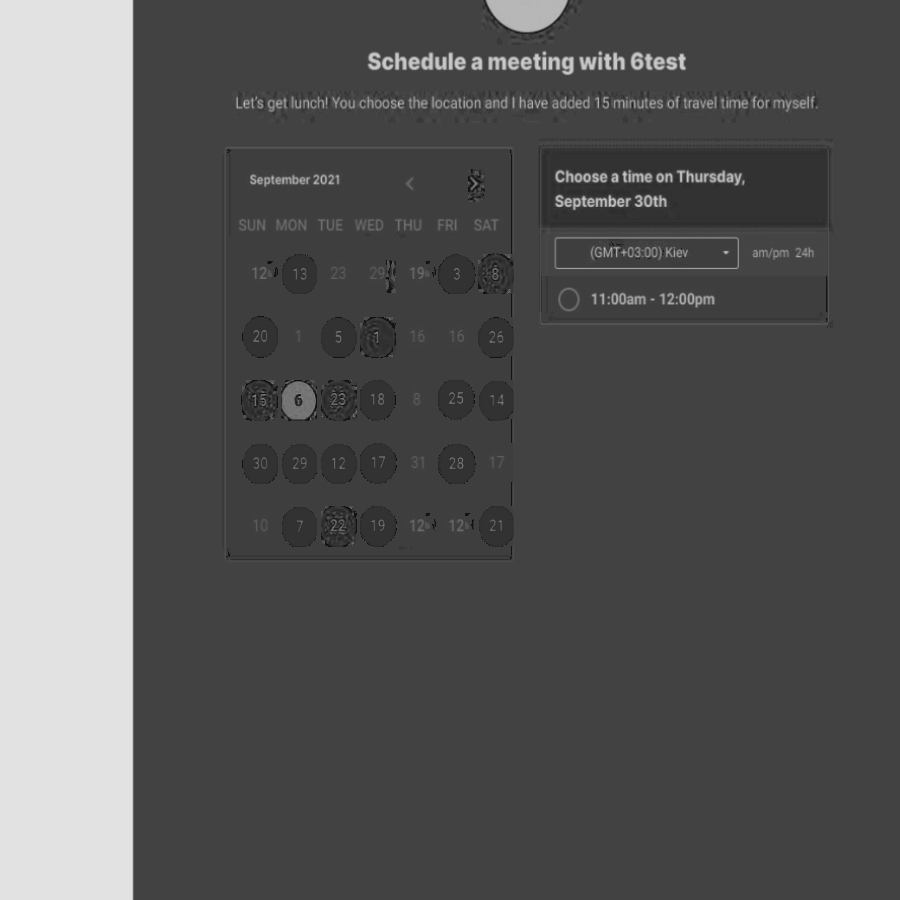 Schedule a meeting with 6test
Let's get lunch! You choose the location and I have added 15 minutes of travel time for myself.
September 2021
SUN MON TUE WED THU FRI SAT
12 13 23 29 19 3 8
20 1 5 1 16 16 26
15 6 23 18 8 25 14
30 29 12 17 31 28 17
10 7 22 19 12 12 21
Choose a time on Thursday,
September 30th
(GMT+03:00) Kiev am/pm 24h
11:00am - 12:00pm